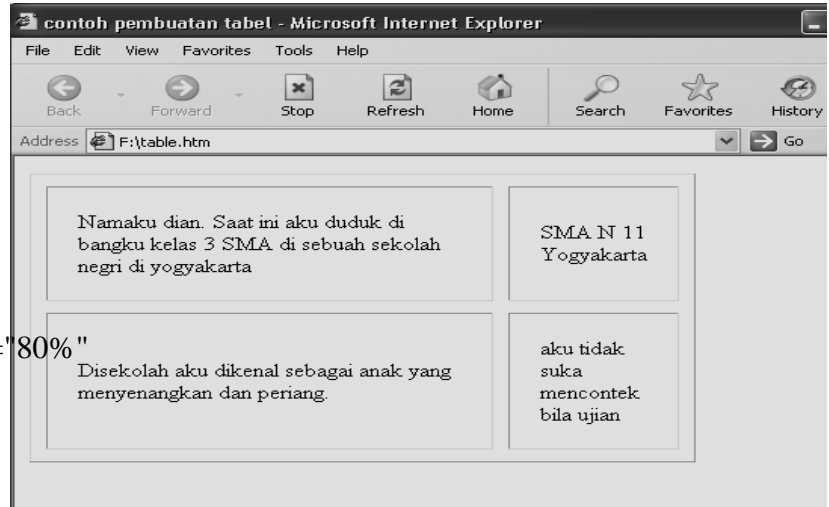 contoh pembuatan tabel - Microsoft Internet Explorer
File Edit View Favorites Tools Help
Back Forward Stop Refresh Home Search Favorites History
Address F:\table.htm Go
Namaku dian. Saat ini aku duduk di
bangku kelas 3 SMA di sebuah sekolah
negri di yogyakarta
SMA N 11
Yogyakarta
="80%"
Disekolah aku dikenal sebagai anak yang
menyenangkan dan periang.
aku tidak
suka
mencontek
bila ujian